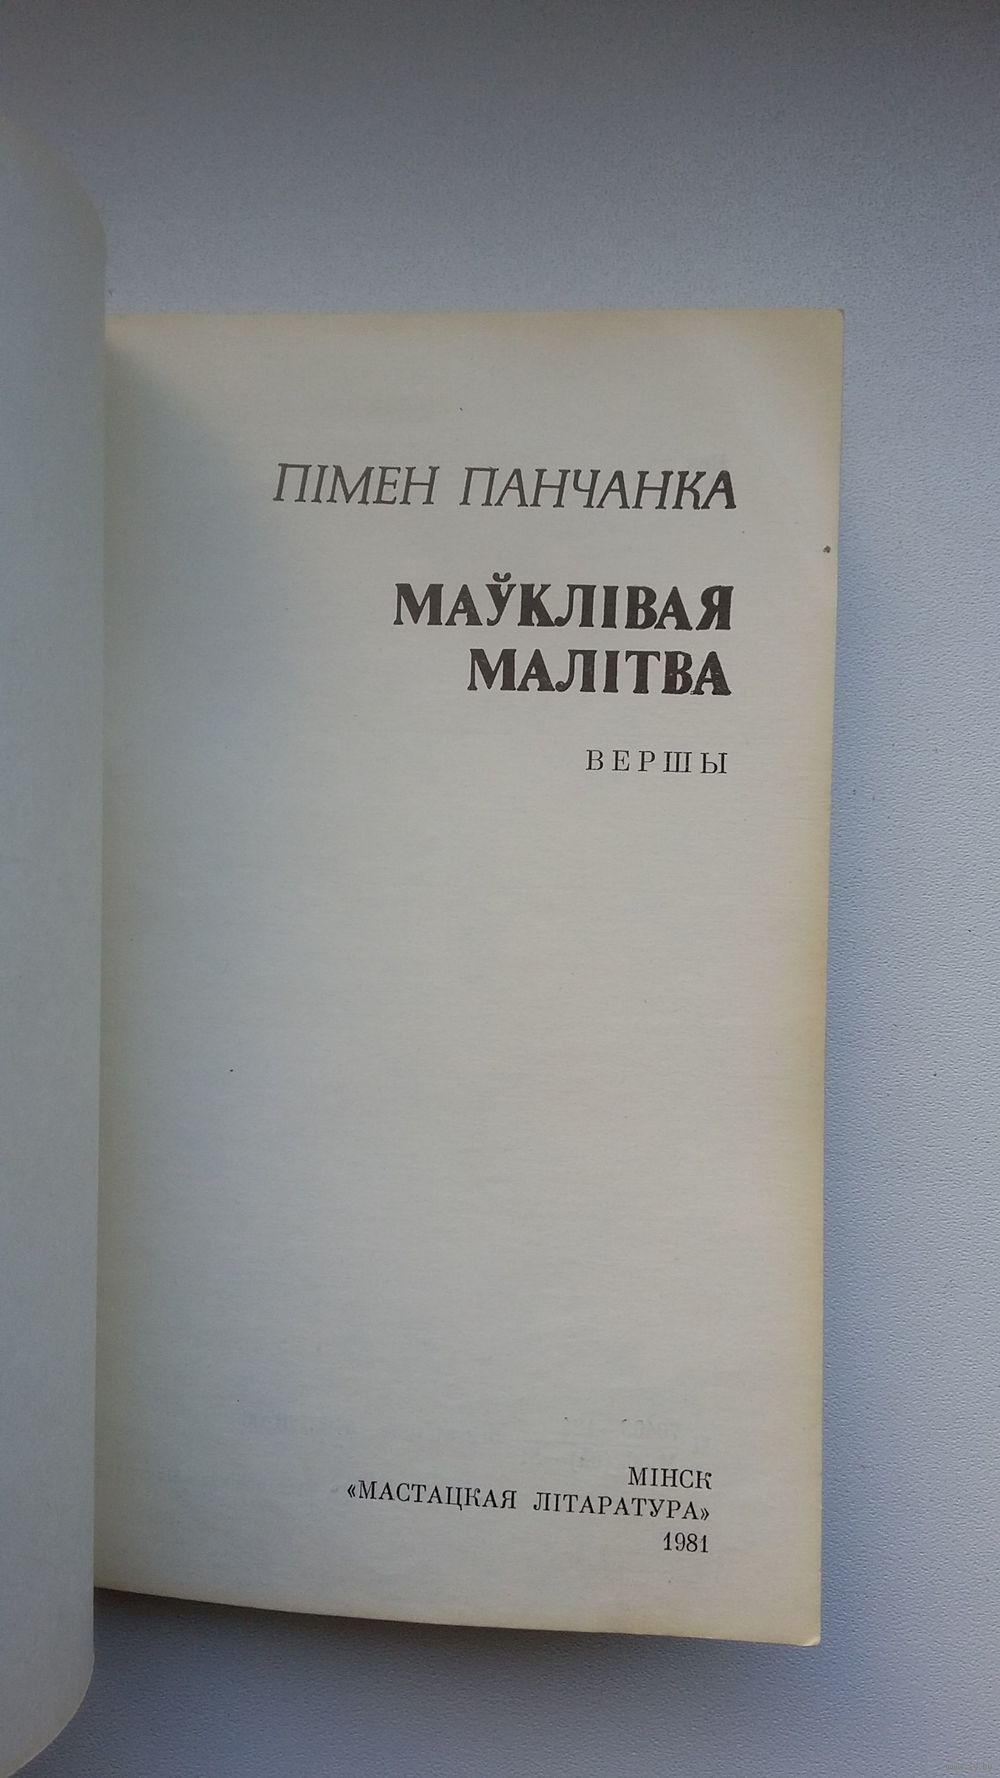 ПІМЕН ПАНЧАНКА
МАЎКЛІВАЯ
МАЛІТВА
ВЕРШЫ
МІНСК
«МАСТАЦКАЯ ЛІТАРАТУРА»
1981